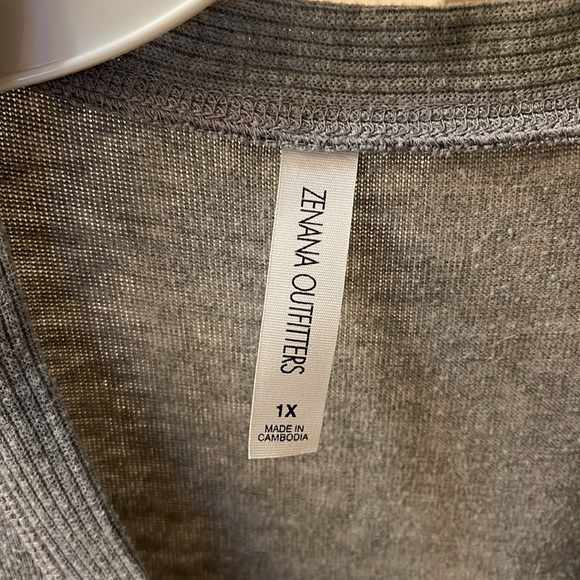 ZENANA OUTFITTERS
1X
MADE IN
CAMBODIA